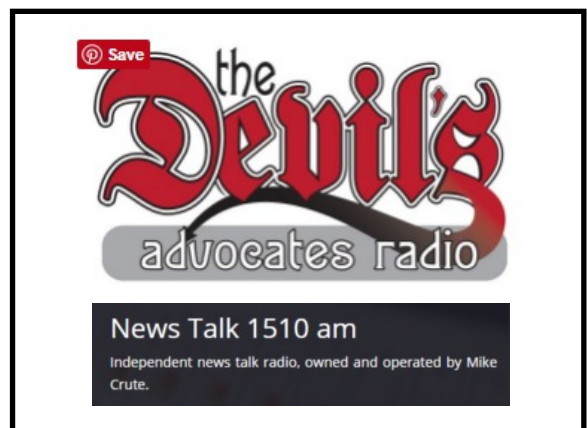 Save
the
Devil's
advocates radio
News Talk 1510 am
Independent news talk radio, owned and operated by Mike
Crute.